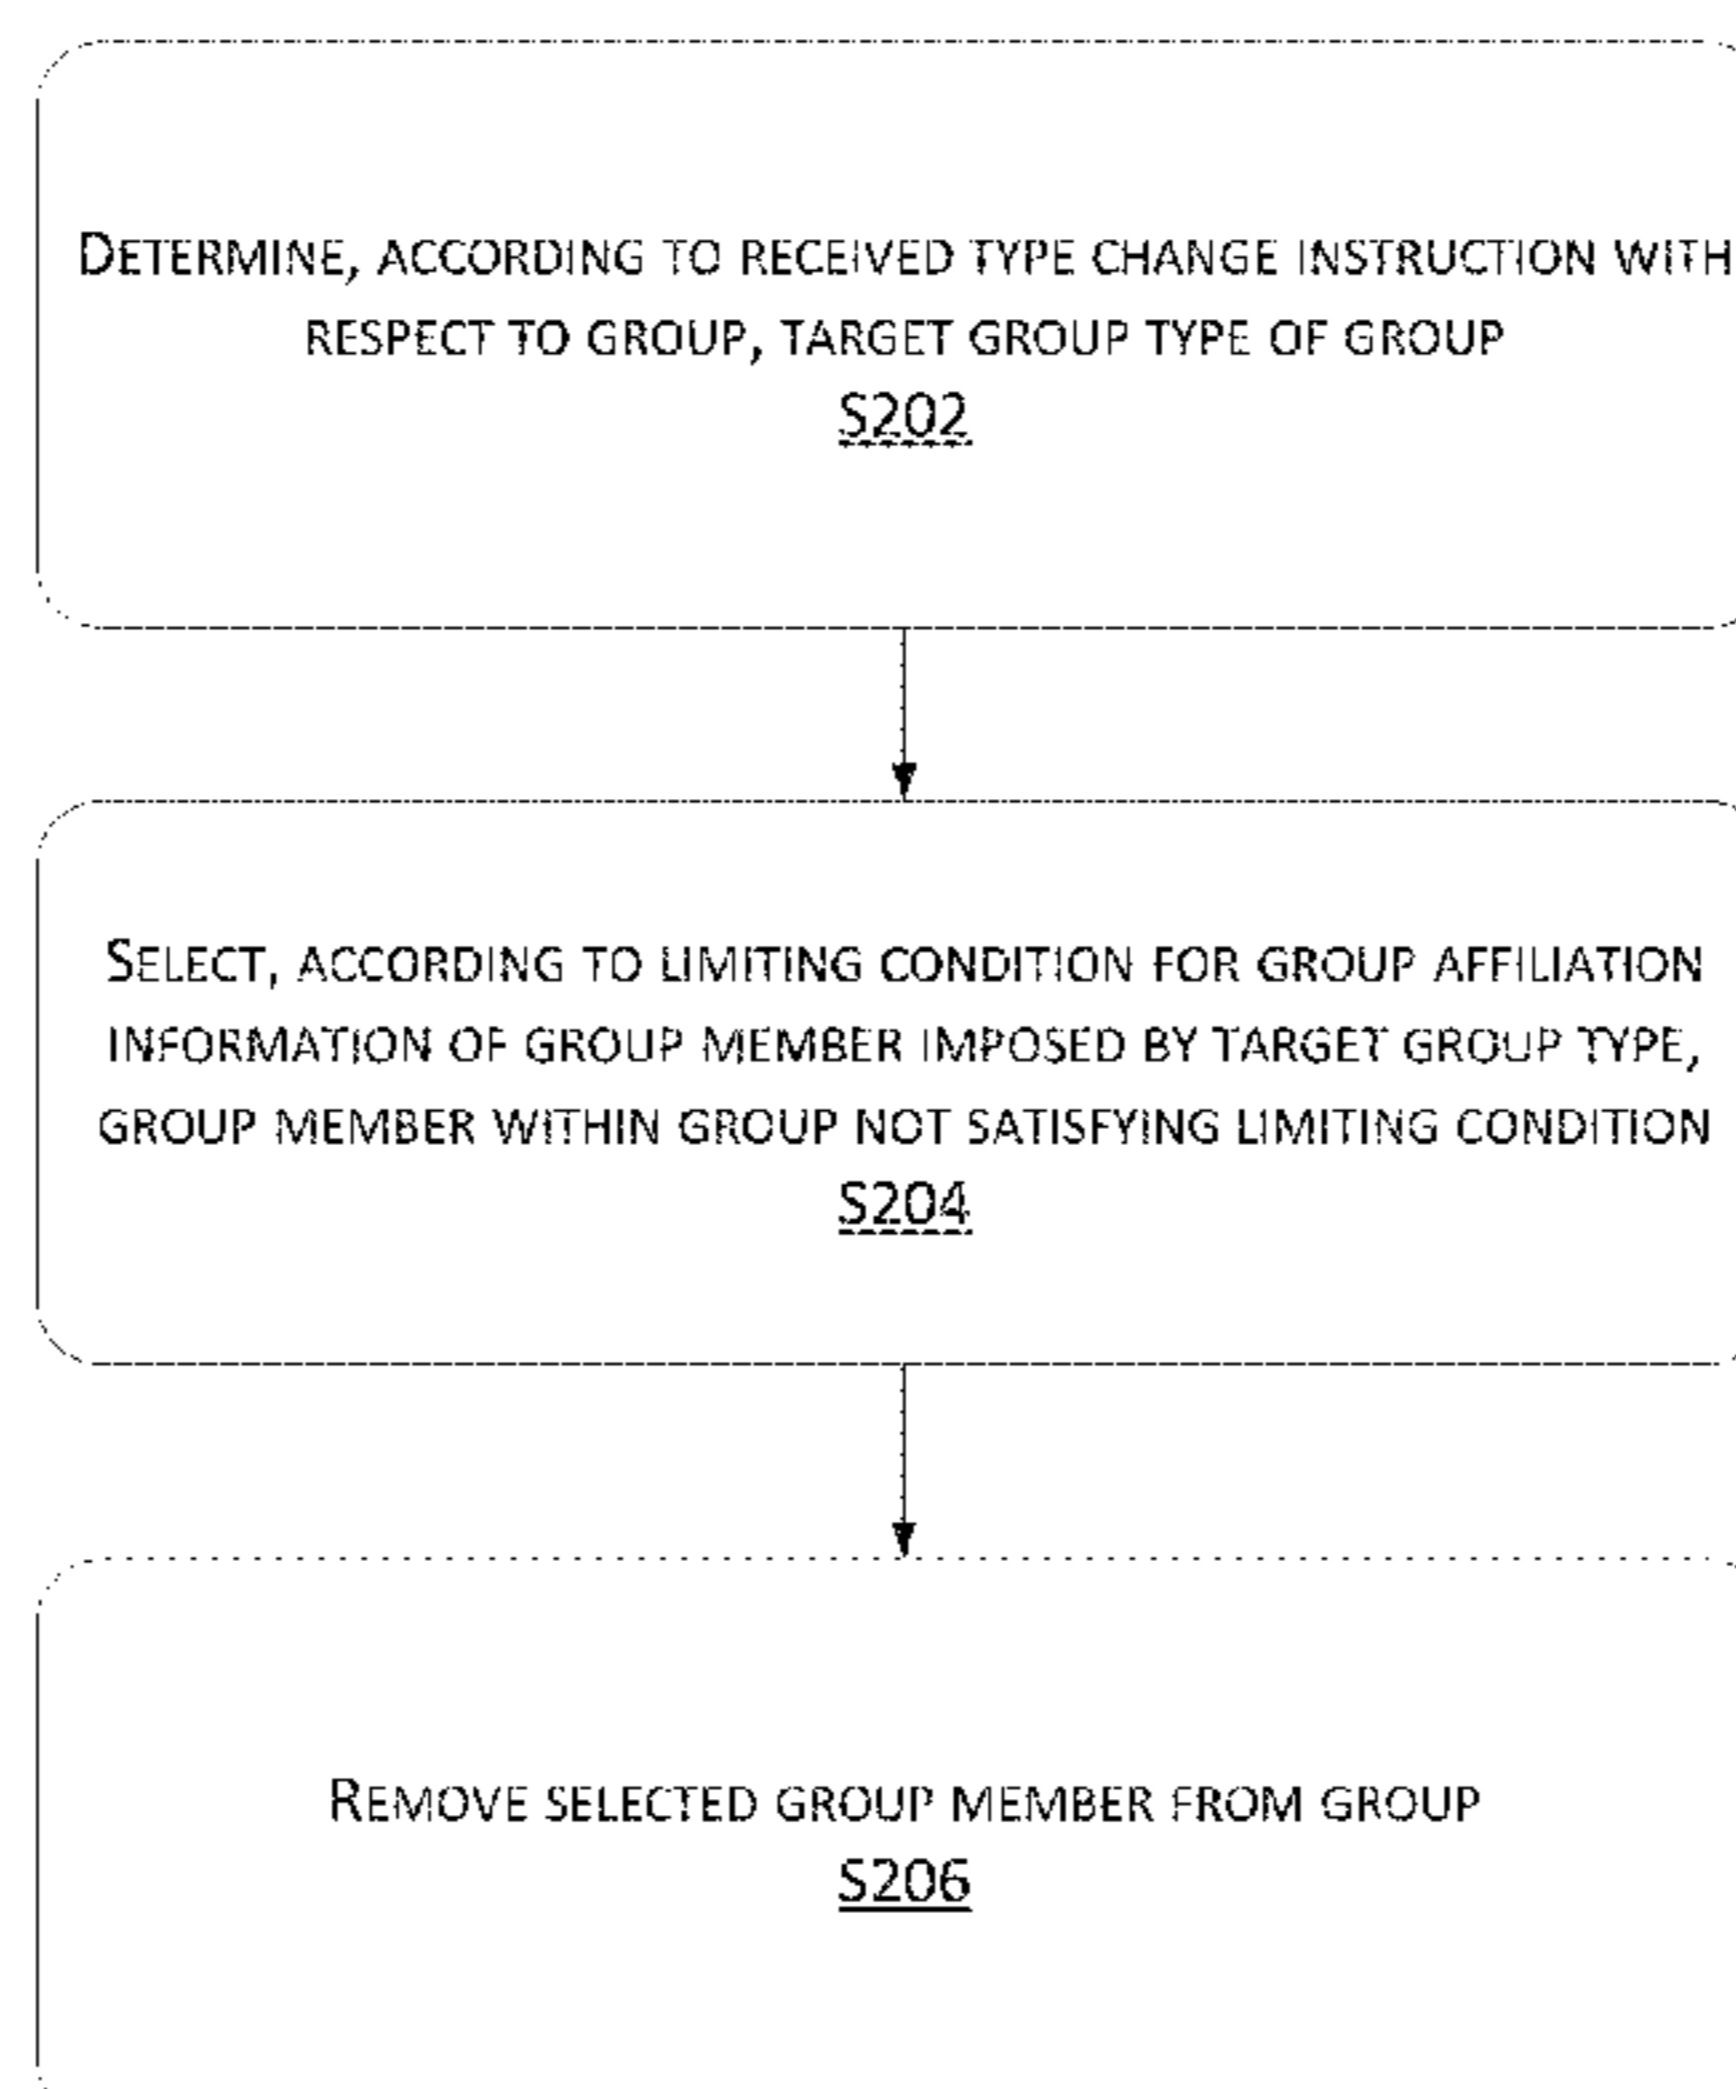 DETERMINE, ACCORDING TO RECEIVED TYPE CHANGE INSTRUCTION WITH
RESPECT TO GROUP, TARGET GROUP TYPE OF GROUP
S202
SELECT, ACCORDING TO LIMITING CONDITION FOR GROUP AFFILIATION
INFORMATION OF GROUP MEMBER IMPOSED BY TARGET GROUP TYPE,
GROUP MEMBER WITHIN GROUP NOT SATISFYING LIMITING CONDITION
S204
REMOVE SELECTED GROUP MEMBER FROM GROUP
S206